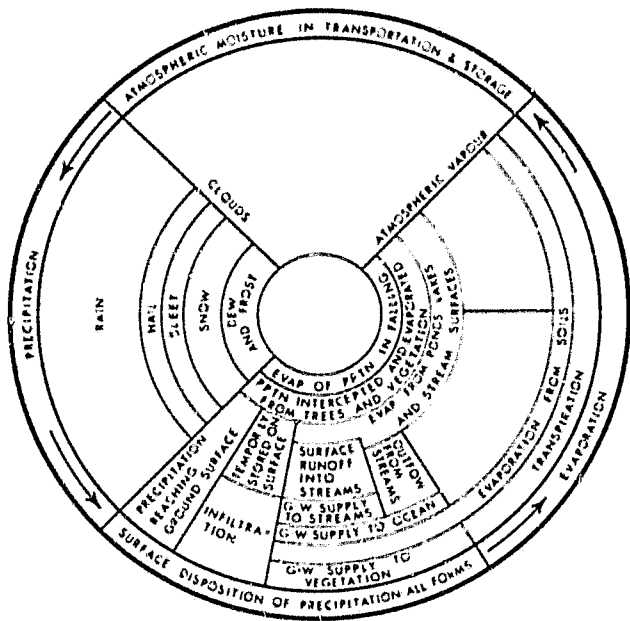 ATMOSPHERIC MOISTURE IN TRANSPORTATION & STORAGE
CLOUDS
ATMOSPHERIC VAPOUR
PRECIPITATION
RAIN
HAIL
SLEET
SNOW
DEW
AND FROST
EVAP OF PPTN IN FALLING
PPTN INTERCEPTED AND EVAPORATED
FROM TREES AND VEGETATION
EVAP FROM PONDS LAKES
AND STREAM SURFACES
EVAPORATION FROM SOILS
TRANSPIRATION
EVAPORATION
PRECIPITATION
REACHING
GROUND SURFACE
TEMPORLY
STORED ON
SURFACE
INFILTRA-
TION
SURFACE
RUNOFF
INTO
STREAMS
OUTFLOW
FROM
STREAMS
G.W SUPPLY
TO STREAMS
G.W SUPPLY TO OCEAN
G.W SUPPLY TO
VEGETATION
SURFACE DISPOSITION OF PRECIPITATION ALL FORMS